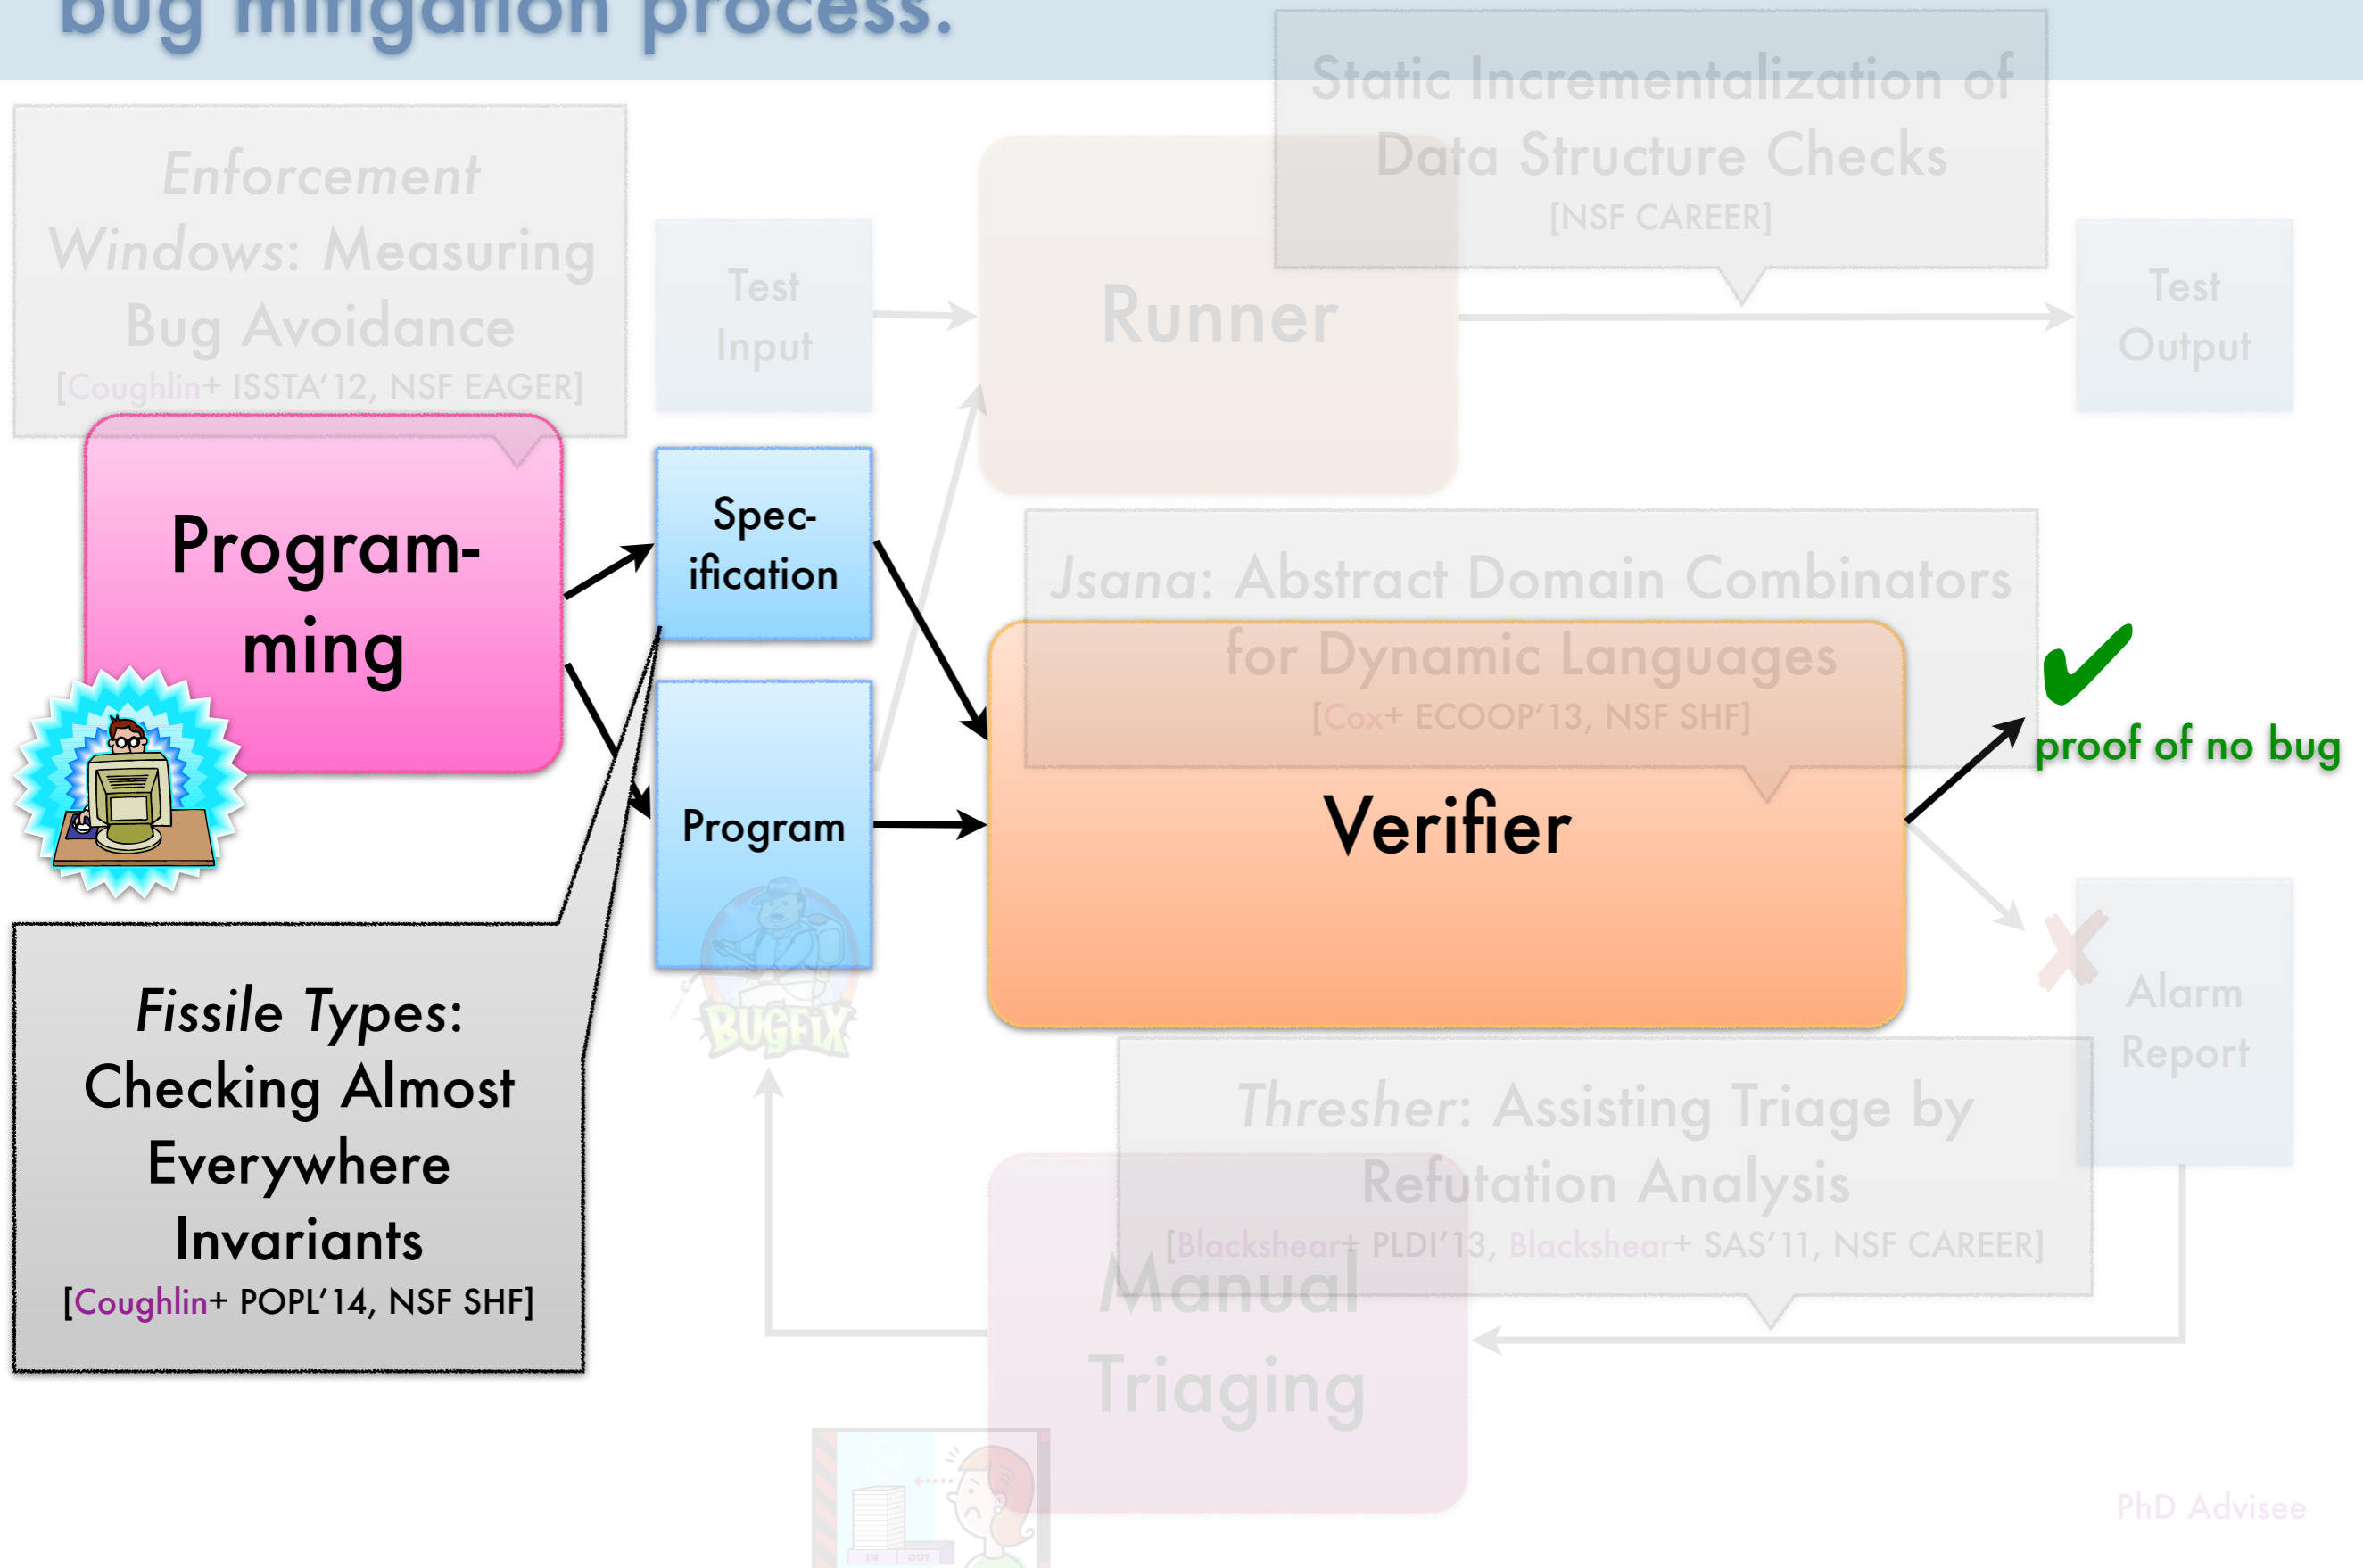 bug mitigation process.
Static Incrementalization of
Data Structure Checks
[NSF CAREER]
Enforcement
Windows: Measuring
Bug Avoidance
[Coughlin+ ISSTA'12, NSF EAGER]
Test
Input
Runner
Test
Output
Program-
ming
Spec-
ification
Jsana: Abstract Domain Combinators
for Dynamic Languages
[Cox+ ECOOP'13, NSF SHF]
Program
Verifier
proof of no bug
BUGFIX
Alarm
Report
Fissile Types:
Checking Almost
Everywhere
Invariants
[Coughlin+ POPL'14, NSF SHF]
Thresher: Assisting Triage by
Refutation Analysis
[Blackshear+ PLDI'13, Blackshear+ SAS'11, NSF CAREER]
Manual
Triaging
IN OUT
PhD Advisee